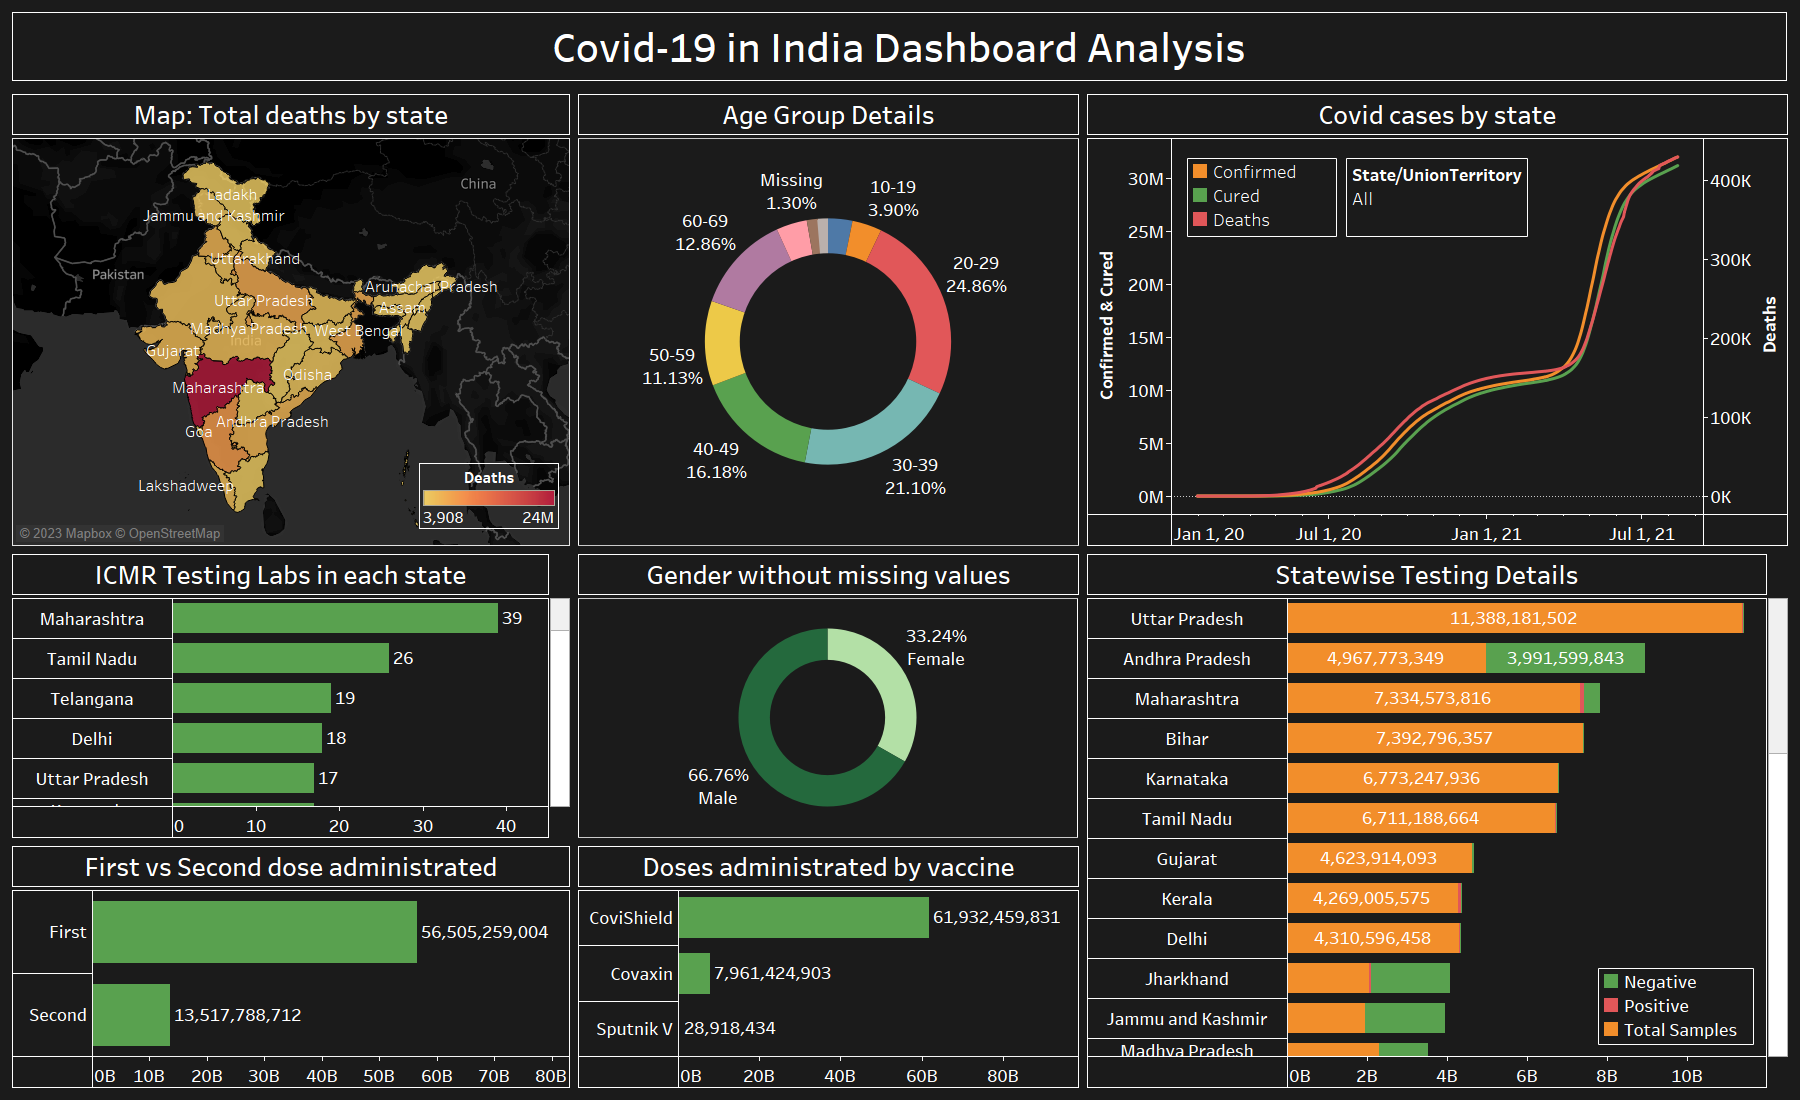 Covid-19 in India Dashboard Analysis
Map: Total deaths by state
China
Ladakh
Jammu and Kashmir
Uttarakhand
Pakistan
Arunachal Pradesh
Uttar Pradesh
Assam
Madhya Pradesh
West Bengal
India
Gujarat
Odisha
Maharashtra
Andhra Pradesh
Goa
Lakshadweep
Deaths
3,908 24M
© 2023 Mapbox © OpenStreetMap
Age Group Details
Missing
1.30%
10-19
3.90%
60-69
12.86%
20-29
24.86%
50-59
11.13%
40-49
16.18%
30-39
21.10%
Covid cases by state
Confirmed
Cured
Deaths
State/UnionTerritory
All
Confirmed & Cured
30M
25M
20M
15M
10M
5M
0M
Deaths
400K
300K
200K
100K
0K
Jan 1, 20 Jul 1, 20 Jan 1, 21 Jul 1, 21
ICMR Testing Labs in each state
Maharashtra 39
Tamil Nadu 26
Telangana 19
Delhi 18
Uttar Pradesh 17
0 10 20 30 40
Gender without missing values
33.24%
Female
66.76%
Male
Statewise Testing Details
Uttar Pradesh 11,388,181,502
Andhra Pradesh 4,967,773,349 3,991,599,843
Maharashtra 7,334,573,816
Bihar 7,392,796,357
Karnataka 6,773,247,936
Tamil Nadu 6,711,188,664
Gujarat 4,623,914,093
Kerala 4,269,005,575
Delhi 4,310,596,458
Jharkhand
Jammu and Kashmir
Madhya Pradesh
Negative
Positive
Total Samples
0B 2B 4B 6B 8B 10B
First vs Second dose administrated
First 56,505,259,004
Second 13,517,788,712
0B 10B 20B 30B 40B 50B 60B 70B 80B
Doses administrated by vaccine
CoviShield 61,932,459,831
Covaxin 7,961,424,903
Sputnik V 28,918,434
0B 20B 40B 60B 80B